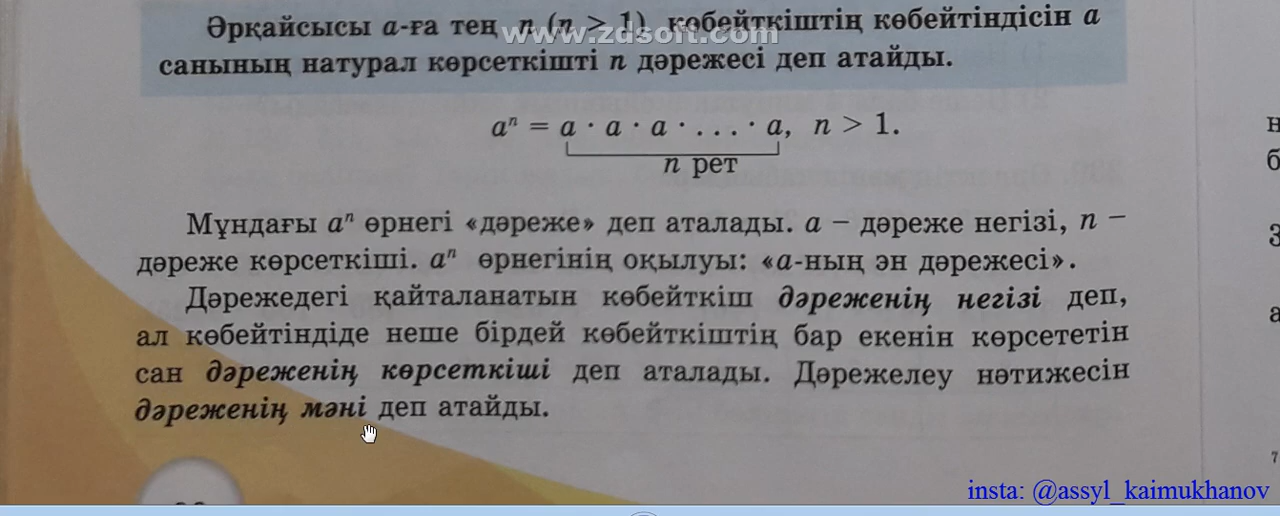 Әрқайсысы a-ға тең n (n > 1) көбейткіштің көбейтіндісін a
www.zdsoft.com
санының натурал көрсеткішті n дәрежесі деп атайды.
aⁿ = a · a · a · . . . · a, n > 1.
n рет
Мұндағы aⁿ өрнегі «дәреже» деп аталады. a – дәреже негізі, n –
дәреже көрсеткіші. aⁿ өрнегінің оқылуы: «a-ның эн дәрежесі».
Дәрежедегі қайталанатын көбейткіш дәреженің негізі деп,
ал көбейтіндіде неше бірдей көбейткіштің бар екенін көрсететін
сан дәреженің көрсеткіші деп аталады. Дәрежелеу нәтижесін
дәреженің мәні деп атайды.
insta: @assyl_kaimukhanov